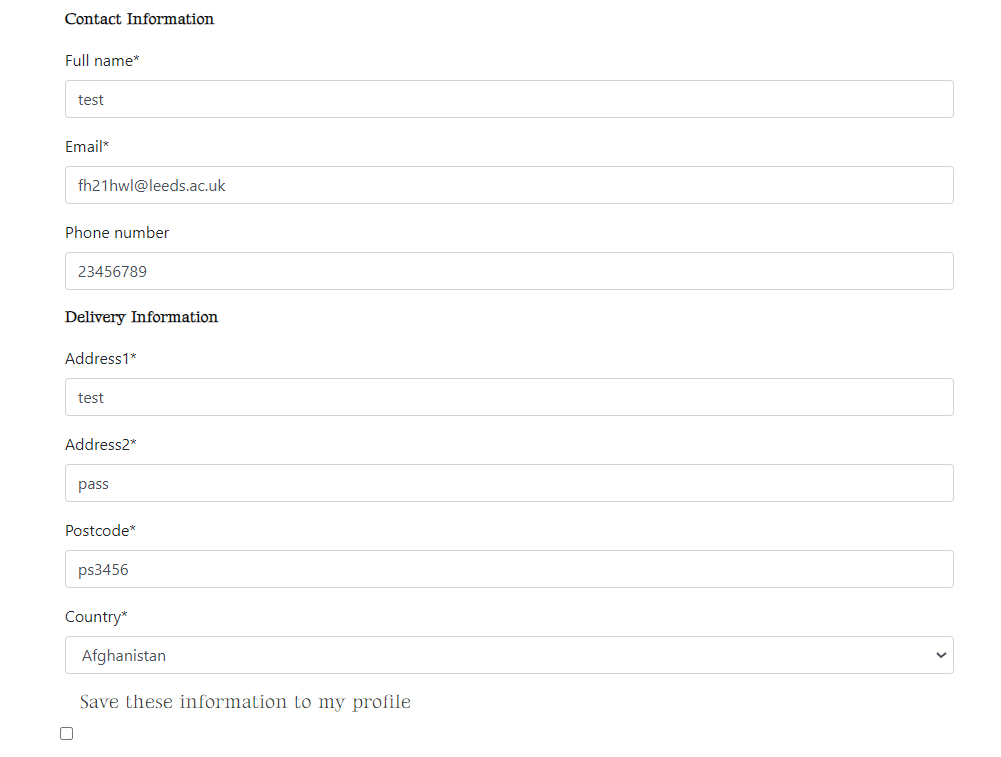 Contact Information
Full name*
test
Email*
fh21hwl@leeds.ac.uk
Phone number
23456789
Delivery Information
Address1*
test
Address2*
pass
Postcode*
ps3456
Country*
Afghanistan
Save these information to my profile